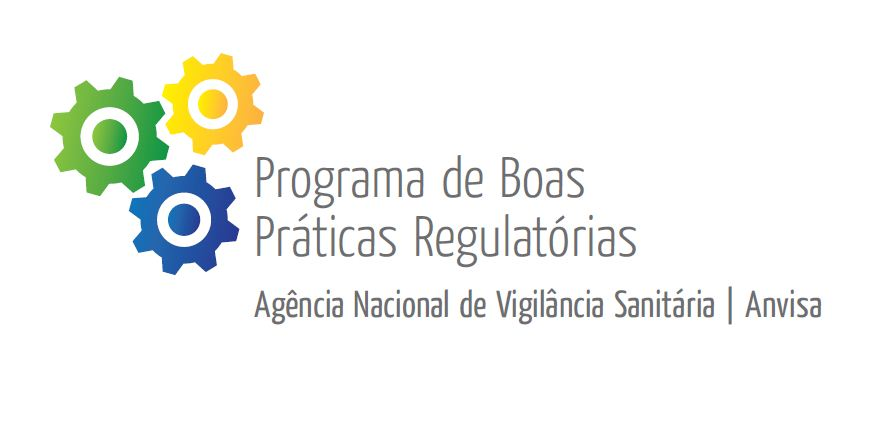 Programa de Boas
Práticas Regulatórias
Agência Nacional de Vigilância Sanitária | Anvisa